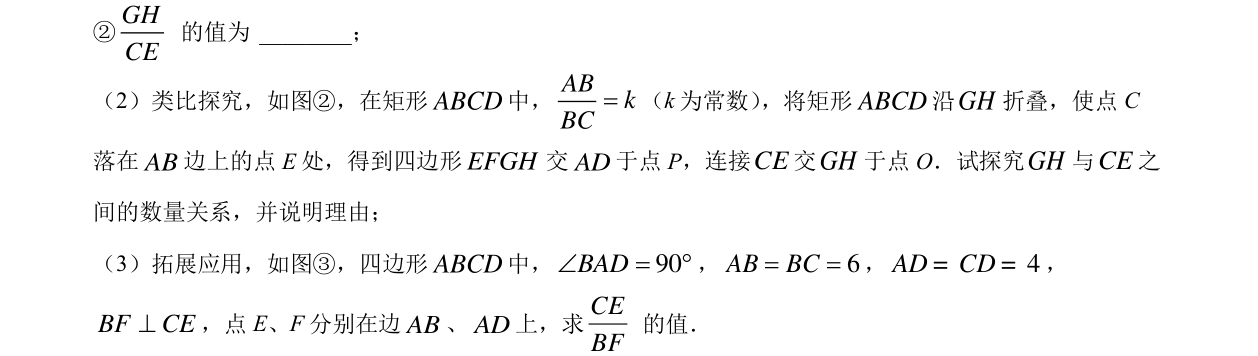 ②GH/CE 的值为 ________;
（2）类比探究，如图②，在矩形 ABCD 中，AB/BC = k（k 为常数），将矩形 ABCD 沿 GH 折叠，使点 C
落在 AB 边上的点 E 处，得到四边形 EFGH 交 AD 于点 P，连接 CE 交 GH 于点 O．试探究 GH 与 CE 之
间的数量关系，并说明理由；
（3）拓展应用，如图③，四边形 ABCD 中，∠BAD = 90°，AB = BC = 6，AD = CD = 4，
BF ⊥ CE，点 E、F 分别在边 AB、AD 上，求 CE/BF 的值．